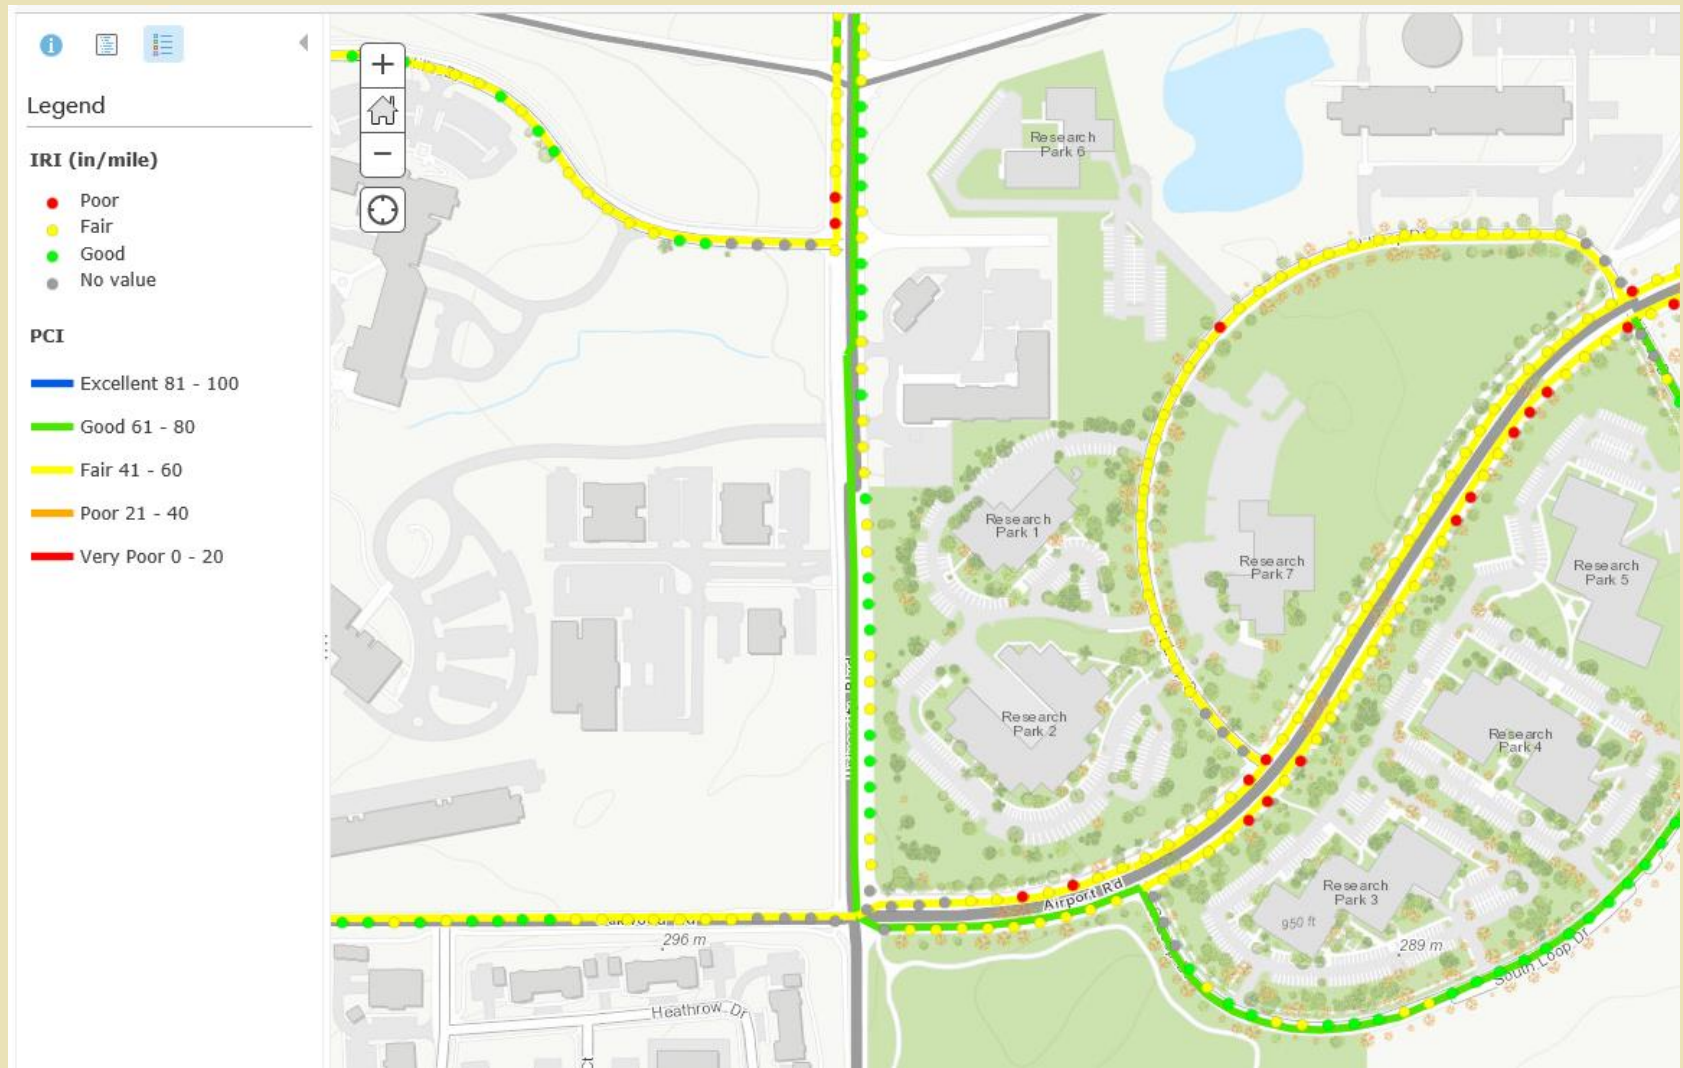 Legend
IRI (in/mile)
Poor
Fair
Good
No value
PCI
Excellent 81 - 100
Good 61 - 80
Fair 41 - 60
Poor 21 - 40
Very Poor 0 - 20
+
−
Research
Park 6
Research
Park 1
Research
Park 7
Research
Park 5
Research
Park 2
Research
Park 4
Research
Park 3
Airport Rd
950 ft
296 m
289 m
South Loop Dr
Heathrow Dr
Ct